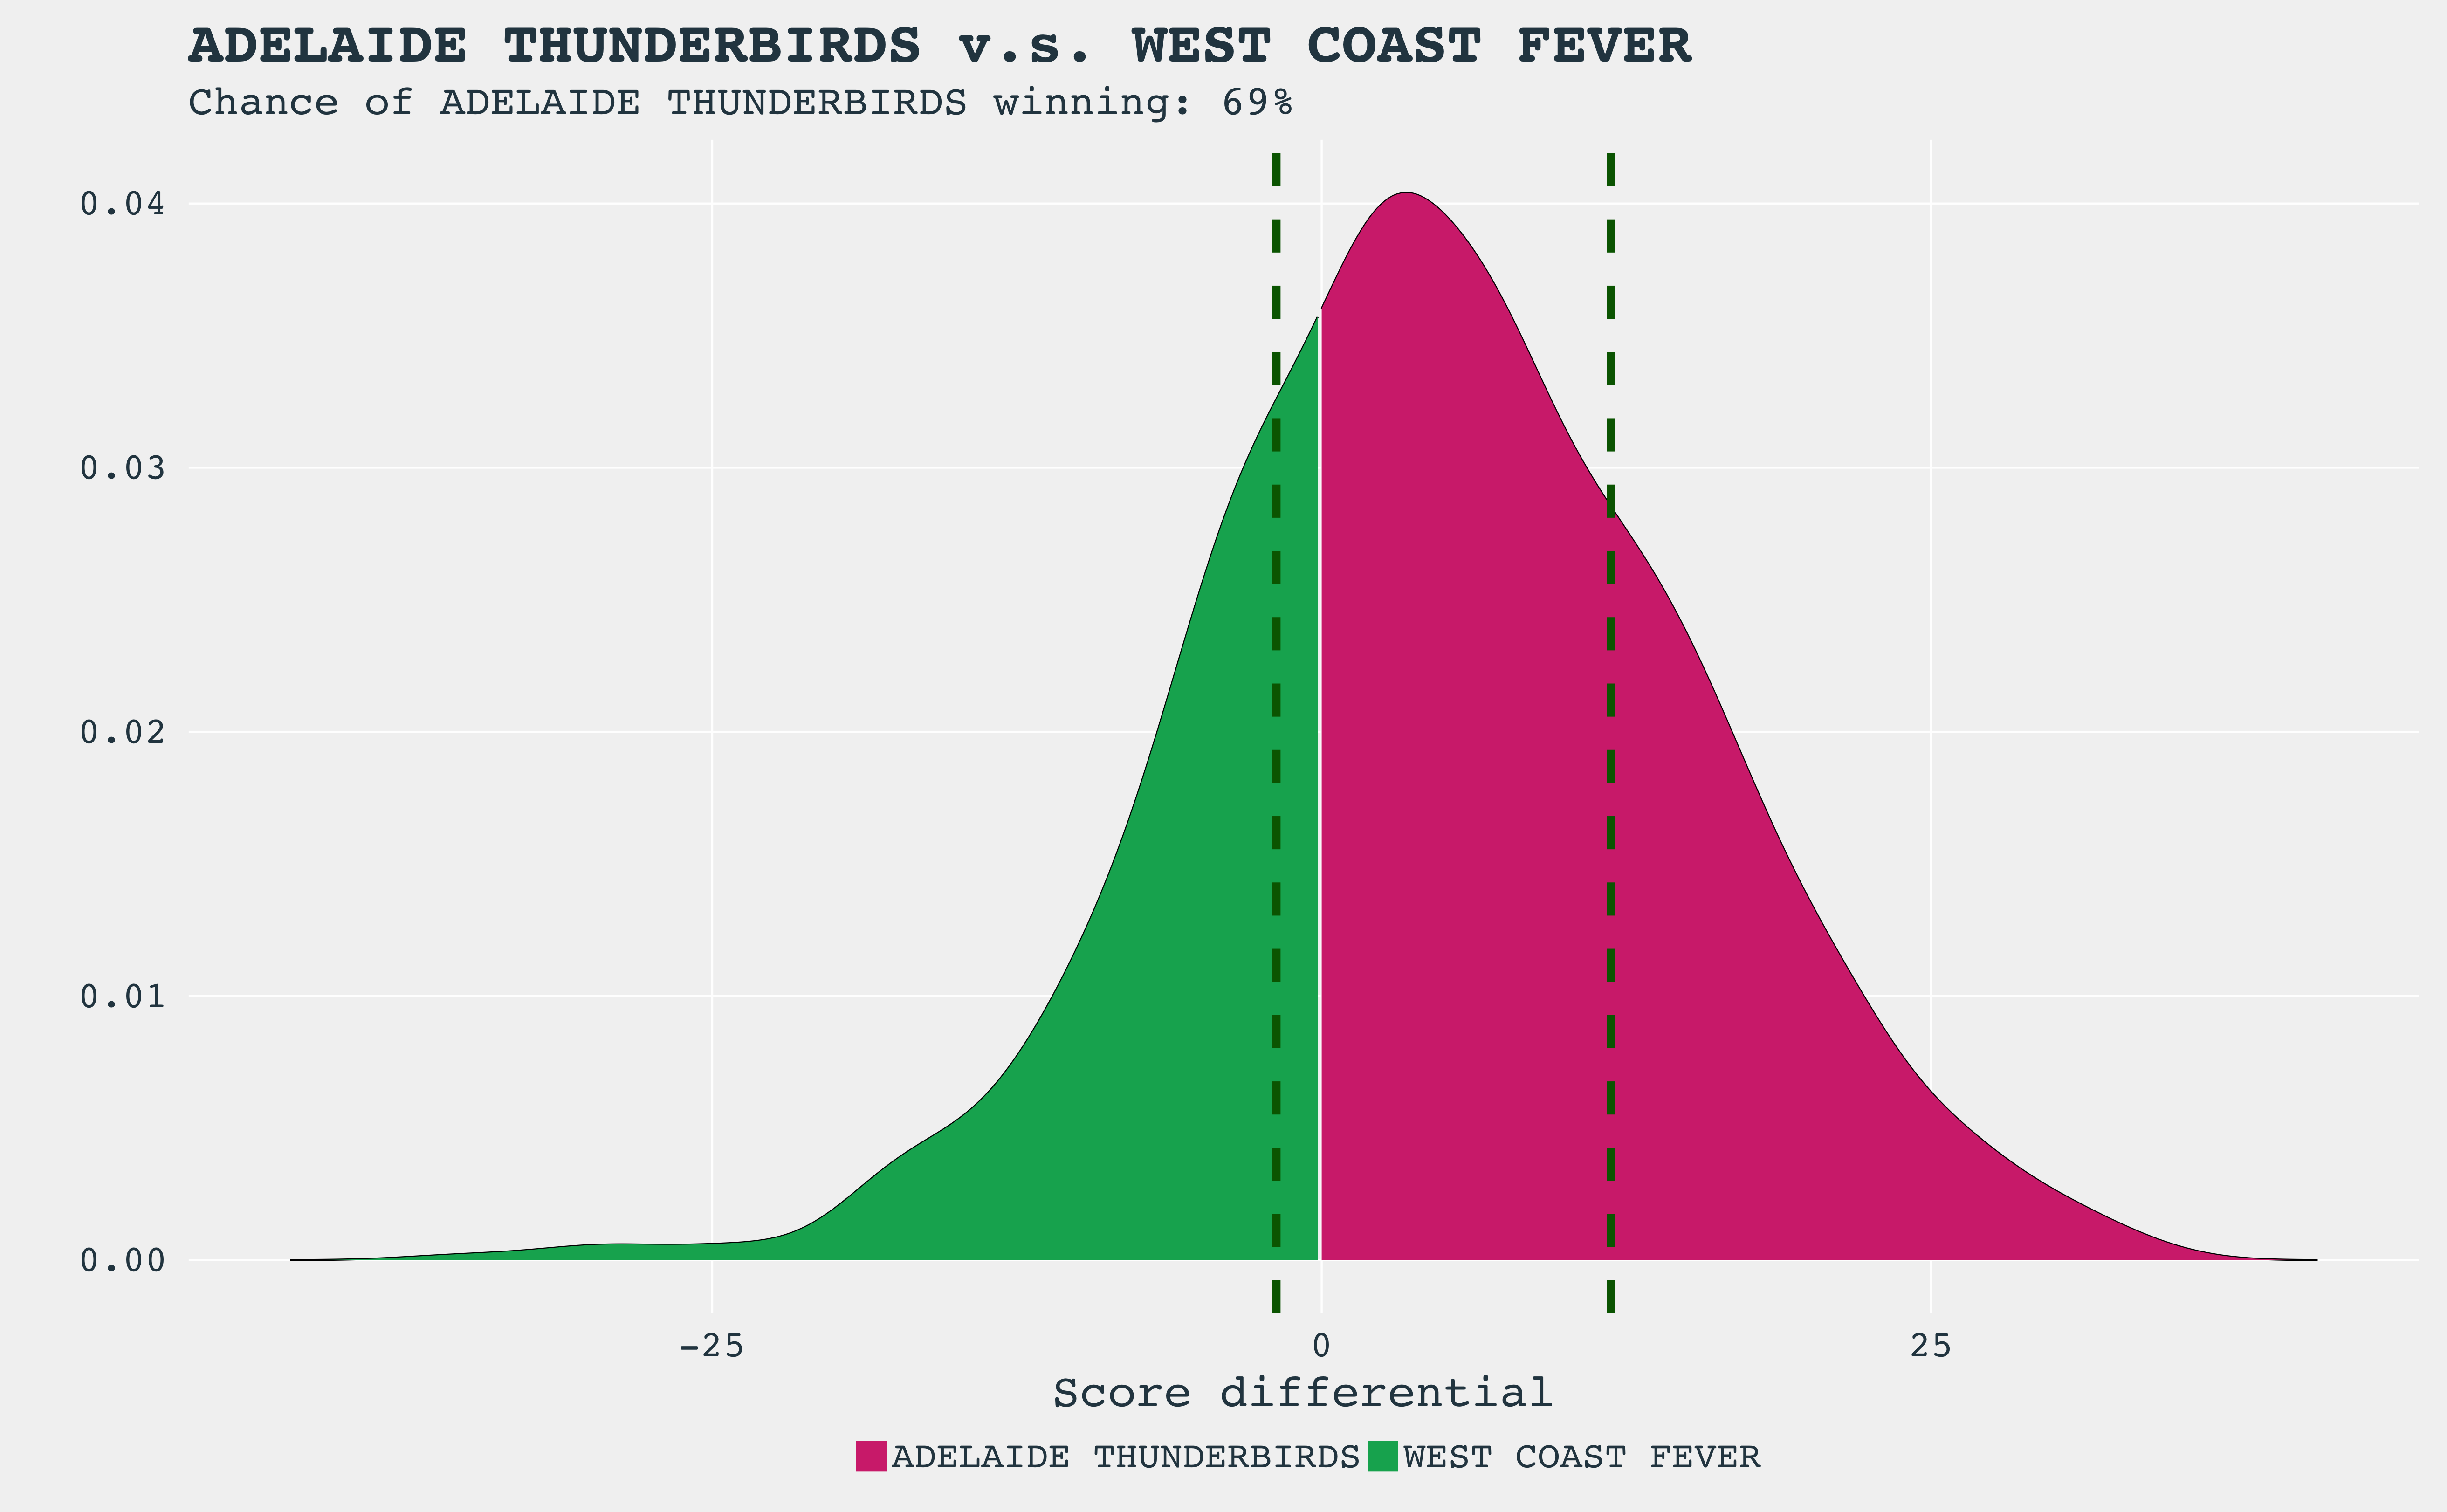 ADELAIDE THUNDERBIRDS v.s. WEST COAST FEVER
Chance of ADELAIDE THUNDERBIRDS winning: 69%
0.04
0.03
0.02
0.01
0.00
-25 0 25
Score differential
ADELAIDE THUNDERBIRDS WEST COAST FEVER